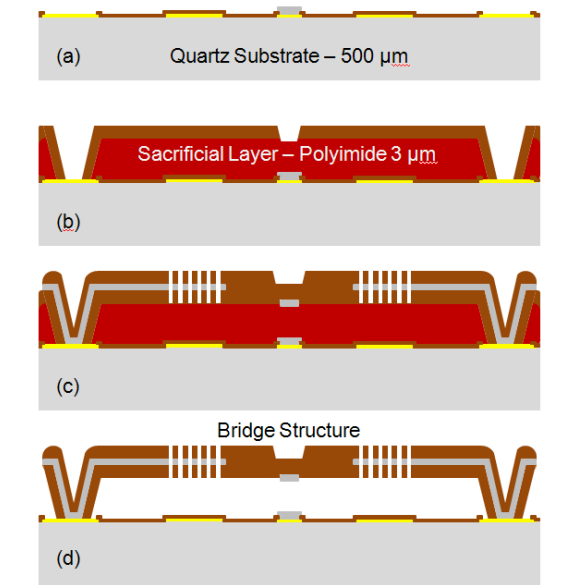 (a)
Quartz Substrate – 500 µm
Sacrificial Layer – Polyimide 3 µm
(b)
(c)
Bridge Structure
(d)